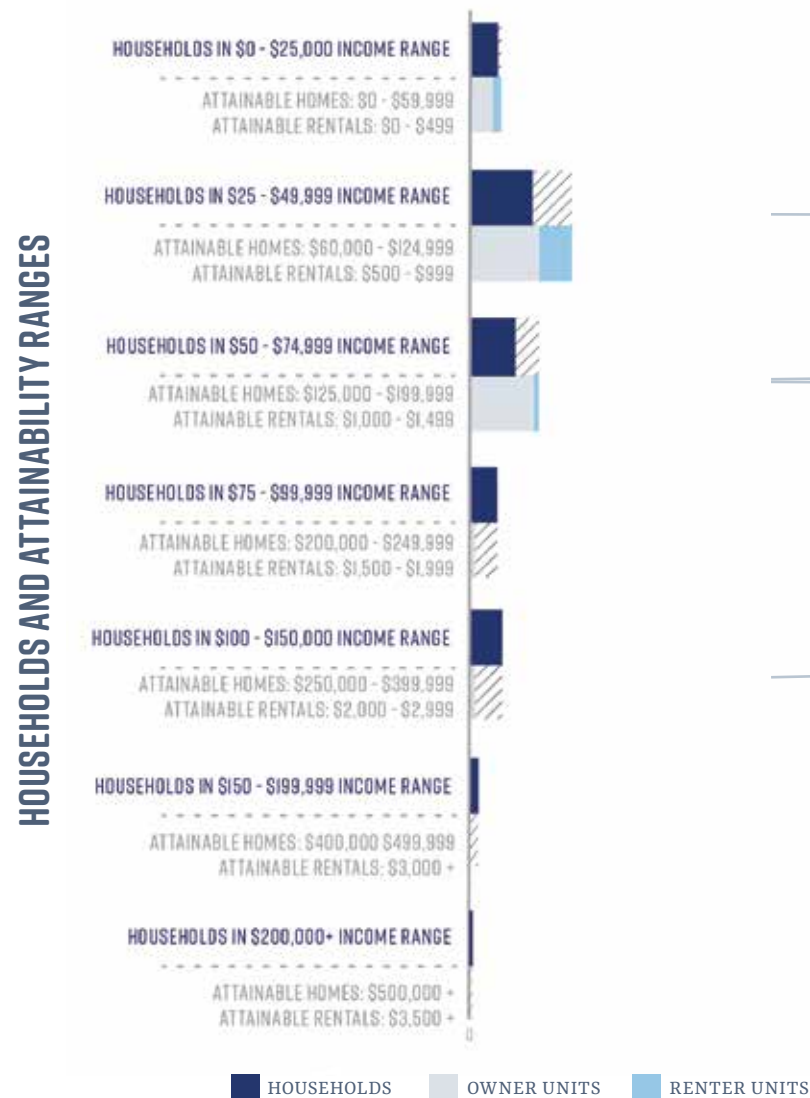 HOUSEHOLDS AND ATTAINABILITY RANGES
HOUSEHOLDS IN $0 - $25,000 INCOME RANGE
ATTAINABLE HOMES: $0 - $59,999
ATTAINABLE RENTALS: $0 - $499
HOUSEHOLDS IN $25 - $49,999 INCOME RANGE
ATTAINABLE HOMES: $60,000 - $124,999
ATTAINABLE RENTALS: $500 - $999
HOUSEHOLDS IN $50 - $74,999 INCOME RANGE
ATTAINABLE HOMES: $125,000 - $199,999
ATTAINABLE RENTALS: $1,000 - $1,499
HOUSEHOLDS IN $75 - $99,999 INCOME RANGE
ATTAINABLE HOMES: $200,000 - $249,999
ATTAINABLE RENTALS: $1,500 - $1,999
HOUSEHOLDS IN $100 - $150,000 INCOME RANGE
ATTAINABLE HOMES: $250,000 - $399,999
ATTAINABLE RENTALS: $2,000 - $2,999
HOUSEHOLDS IN $150 - $199,999 INCOME RANGE
ATTAINABLE HOMES: $400,000 $499,999
ATTAINABLE RENTALS: $3,000 +
HOUSEHOLDS IN $200,000+ INCOME RANGE
ATTAINABLE HOMES: $500,000 +
ATTAINABLE RENTALS: $3,500 +
0
HOUSEHOLDS OWNER UNITS RENTER UNITS